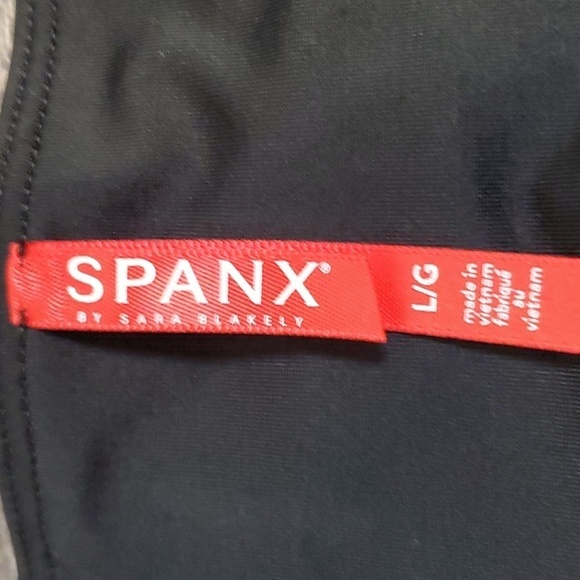 SPANX®
BY SARA BLAKELY
L/G
made in
vietnam
fabriqué
au
vietnam